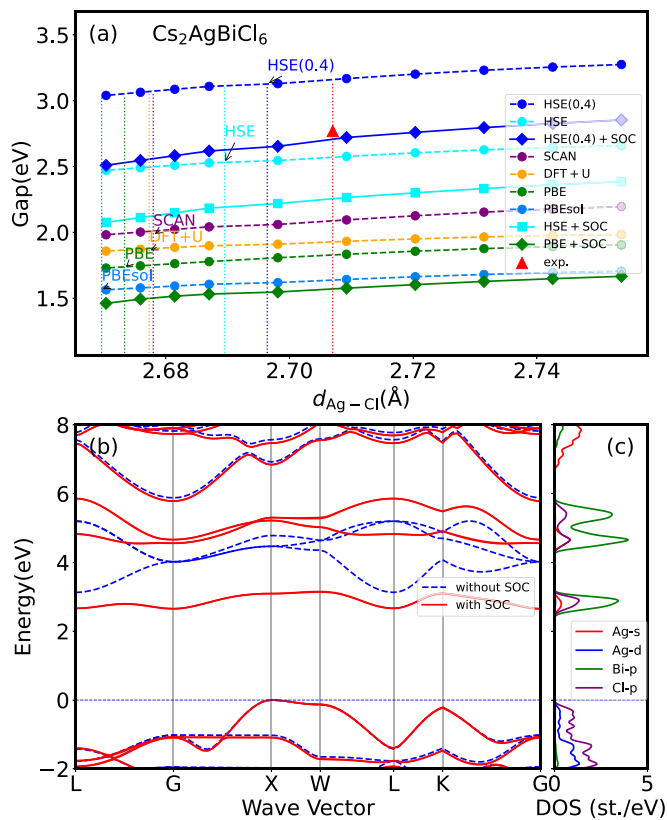 (a) Cs2AgBiCl6
3.5
3.0
2.5
2.0
1.5
Gap(eV)
HSE(0.4)
HSE
SCAN
DFT+U
PBE
PBEsol
HSE(0.4)
HSE
HSE(0.4)+SOC
SCAN
DFT+U
PBE
PBEsol
HSE+SOC
PBE+SOC
exp.
2.68 2.70 2.72 2.74
dAg−Cl(Å)
(b)
(c)
8
6
4
2
0
−2
Energy(eV)
without SOC
with SOC
Ag-s
Ag-d
Bi-p
Cl-p
L G X W L K G
0 5
Wave Vector
DOS (st./eV)